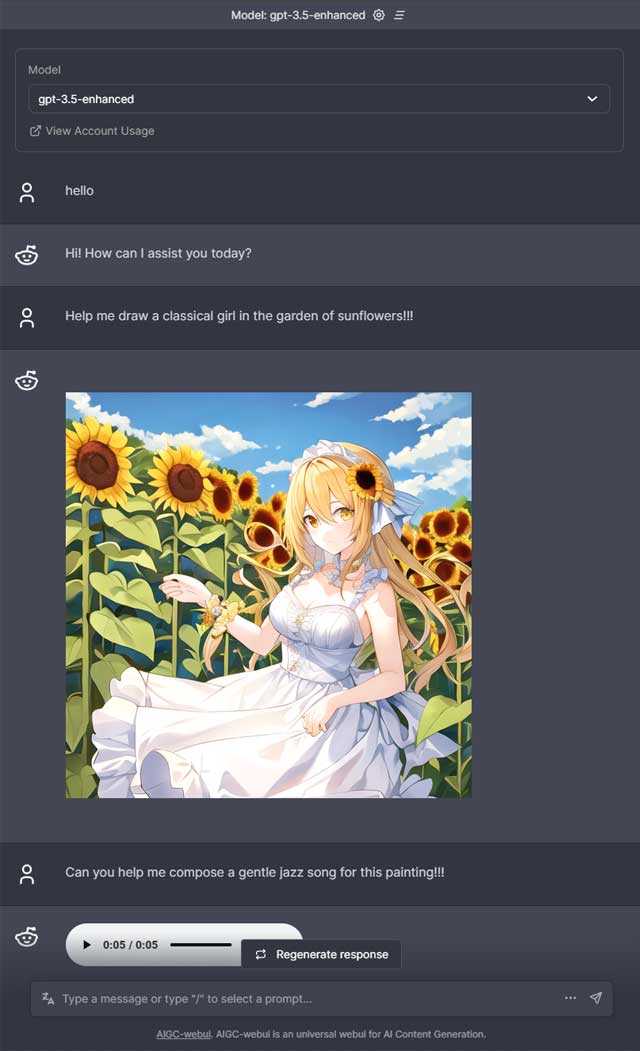 Model: gpt-3.5-enhanced
Model
gpt-3.5-enhanced
View Account Usage
hello
Hi! How can I assist you today?
Help me draw a classical girl in the garden of sunflowers!!!
Can you help me compose a gentle jazz song for this painting!!!
0:05 / 0:05
Regenerate response
Type a message or type "/" to select a prompt...
AIGC-webui. AIGC-webui is an universal webui for AI Content Generation.